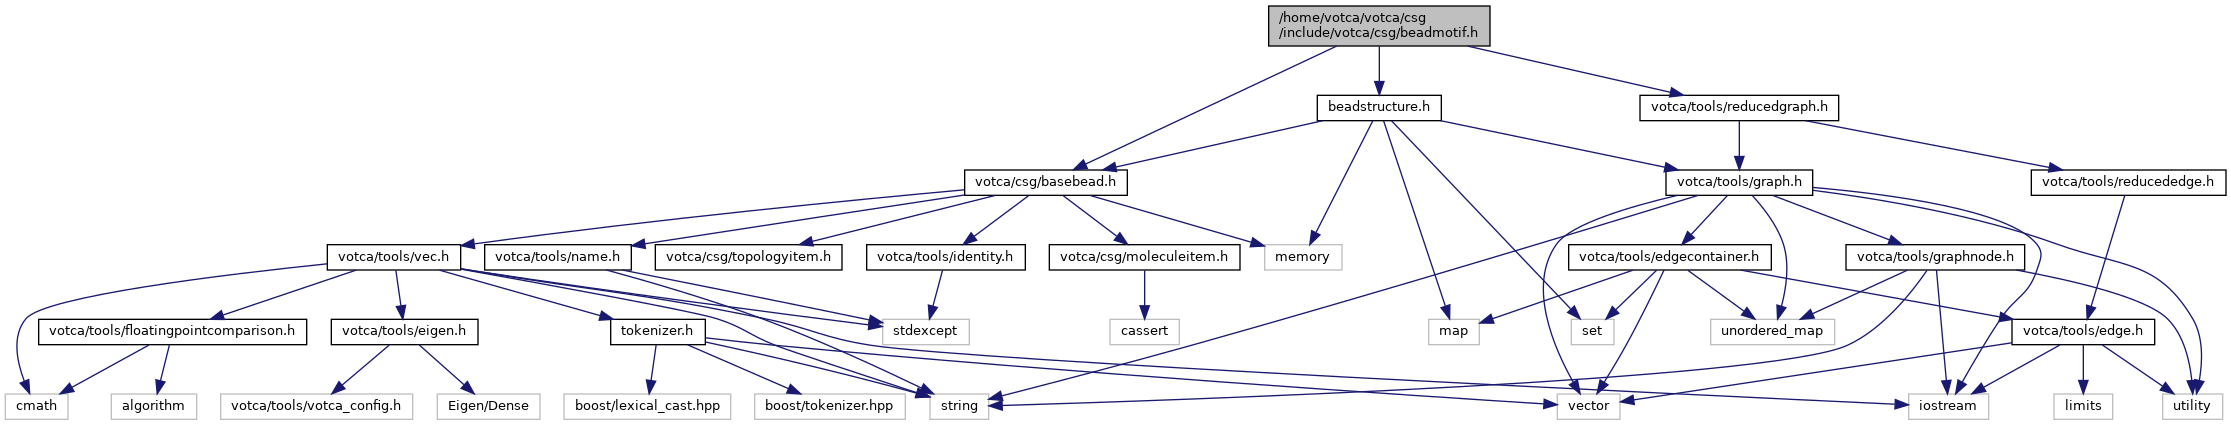 /home/votca/votca/csg
/include/votca/csg/beadmotif.h
beadstructure.h
votca/tools/reducedgraph.h
votca/csg/basebead.h
votca/tools/graph.h
votca/tools/reducededge.h
votca/tools/vec.h
votca/tools/name.h
votca/csg/topologyitem.h
votca/tools/identity.h
votca/csg/moleculeitem.h
memory
votca/tools/edgecontainer.h
votca/tools/graphnode.h
votca/tools/floatingpointcomparison.h
votca/tools/eigen.h
tokenizer.h
stdexcept
cassert
map
set
unordered_map
votca/tools/edge.h
cmath
algorithm
votca/tools/votca_config.h
Eigen/Dense
boost/lexical_cast.hpp
boost/tokenizer.hpp
string
vector
iostream
limits
utility